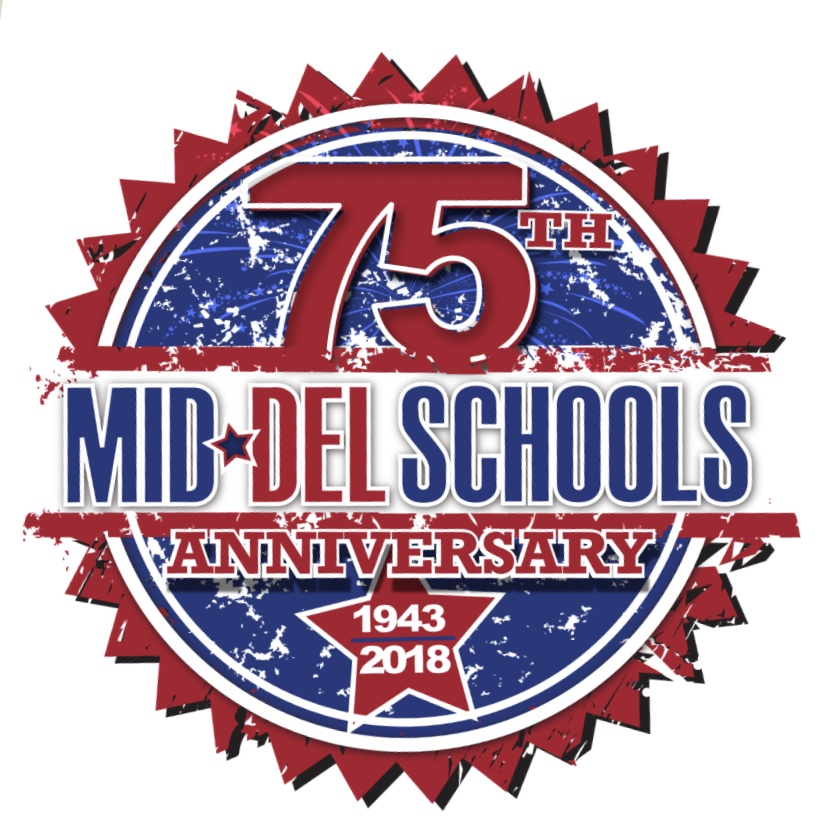 75TH
MID★DEL SCHOOLS
ANNIVERSARY
1943
2018